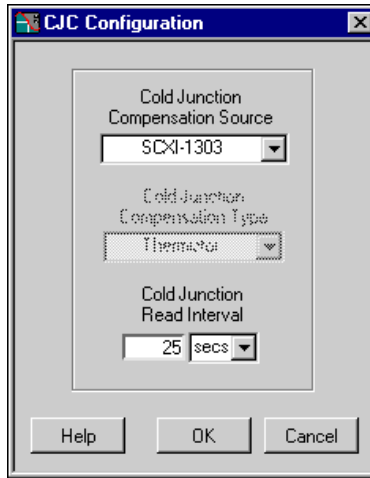 CJC Configuration
Cold Junction
Compensation Source
SCXI-1303
Cold Junction
Compensation Type
Thermistor
Cold Junction
Read Interval
25 secs
Help OK Cancel